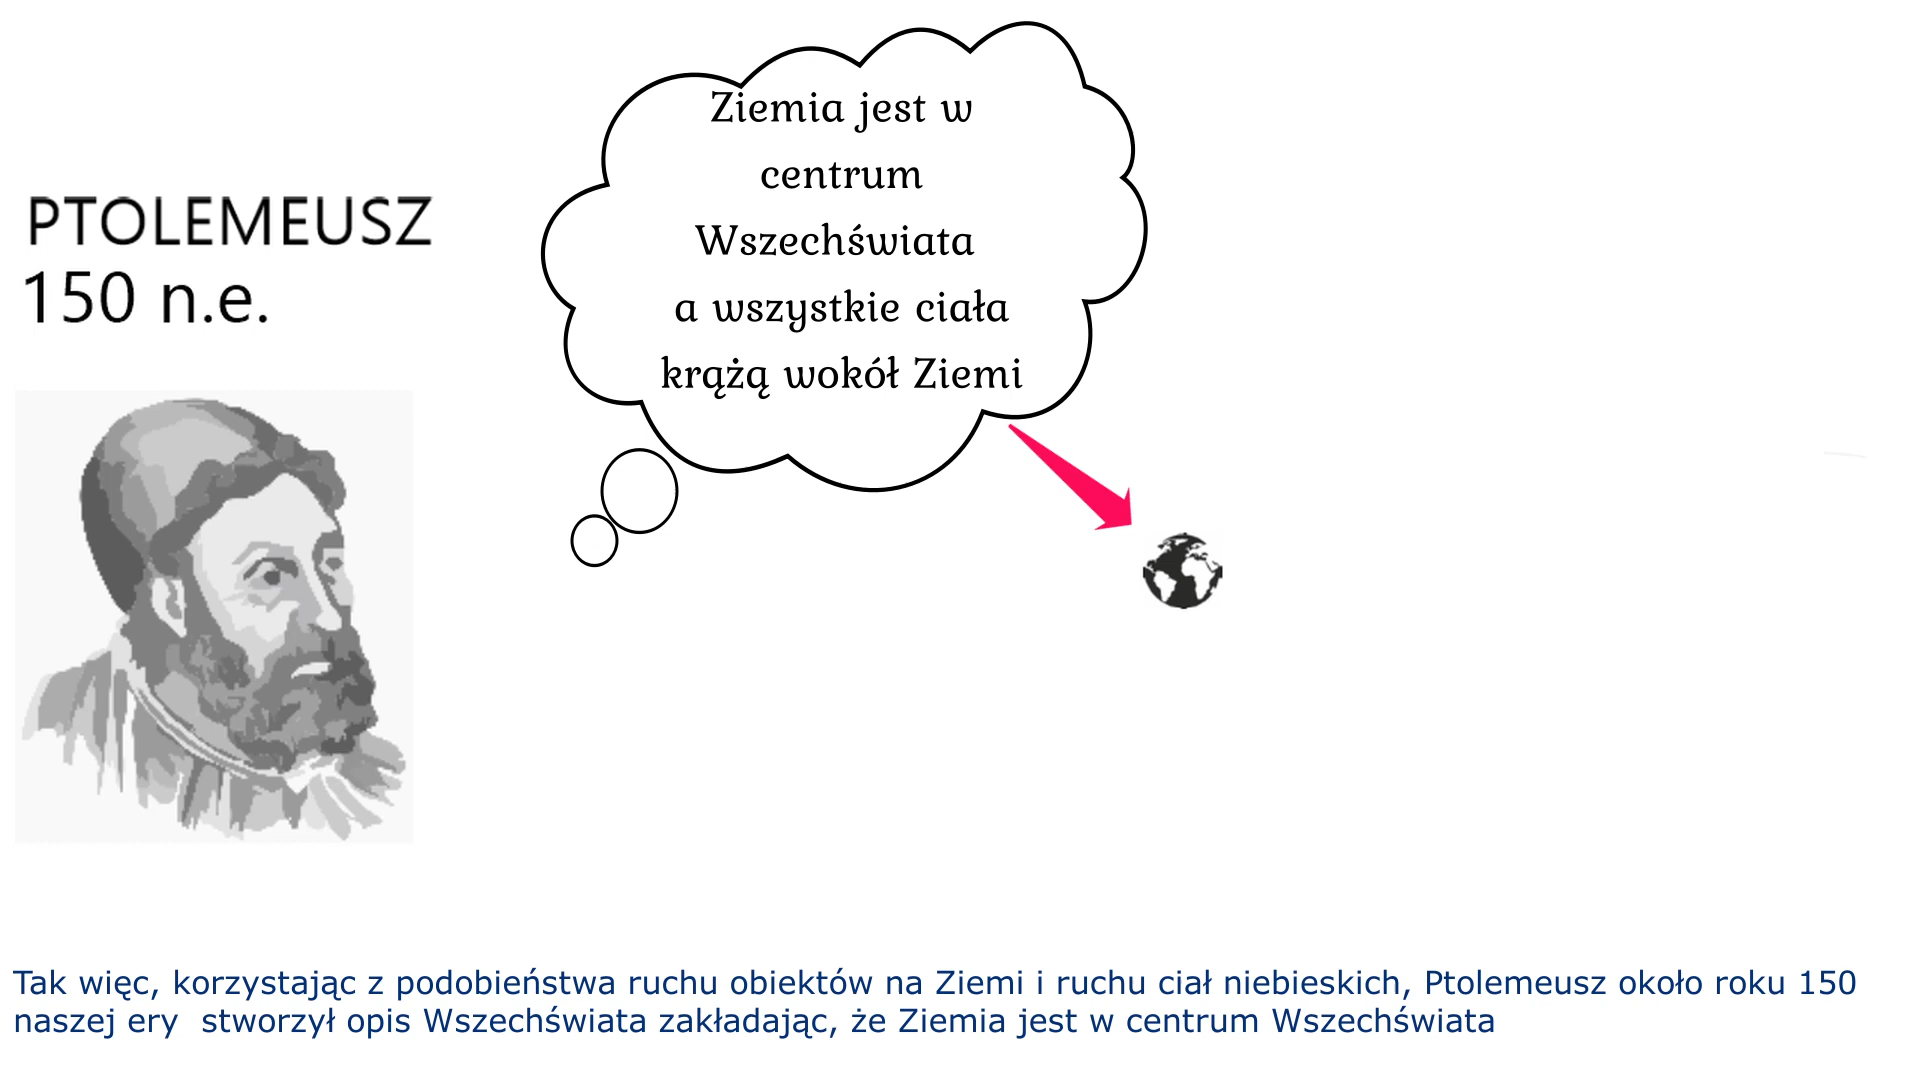 PTOLEMEUSZ
150 n.e.
Ziemia jest w
centrum
Wszechświata
a wszystkie ciała
krążą wokół Ziemi
Tak więc, korzystając z podobieństwa ruchu obiektów na Ziemi i ruchu ciał niebieskich, Ptolemeusz około roku 150
naszej ery  stworzył opis Wszechświata zakładając, że Ziemia jest w centrum Wszechświata